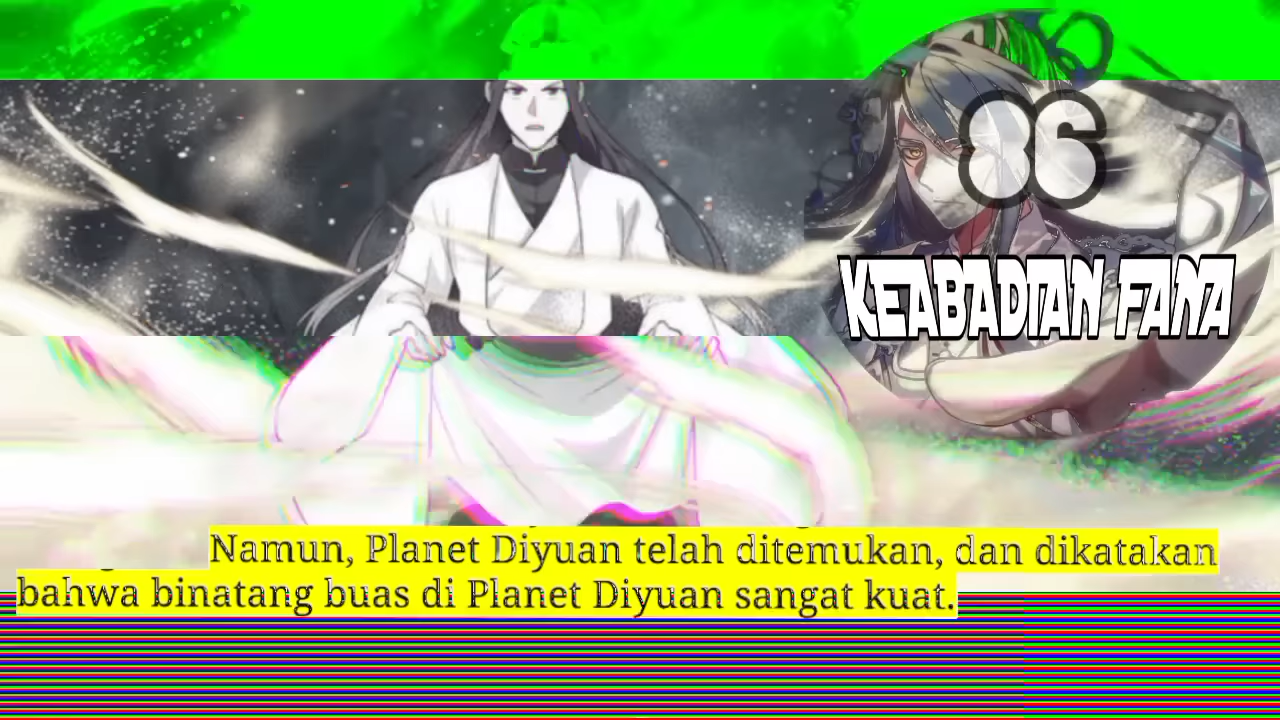 86
KEABADIAN FANA
Namun, Planet Diyuan telah ditemukan, dan dikatakan
bahwa binatang buas di Planet Diyuan sangat kuat.